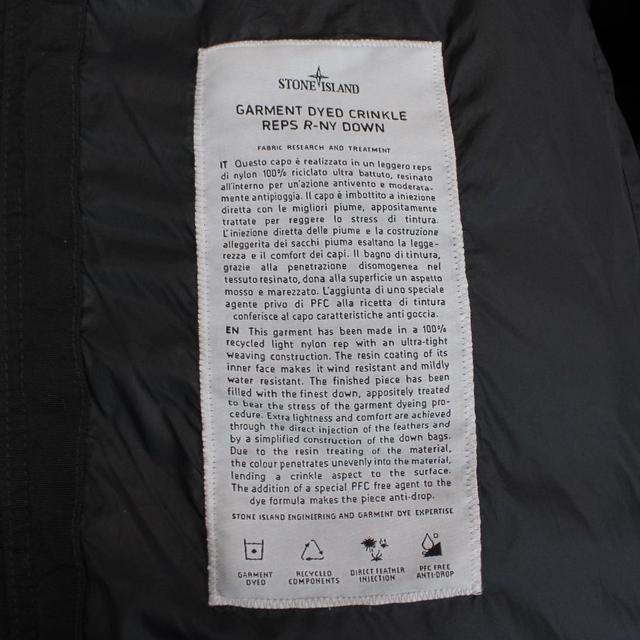 STONE ISLAND
GARMENT DYED CRINKLE
REPS R-NY DOWN
FABRIC RESEARCH AND TREATMENT
IT Questo capo è realizzato in un leggero reps
di nylon 100% riciclato ultra battuto, resinato
all'interno per un'azione antivento e moderata-
mente antipioggia. Il capo è imbottito a iniezione
diretta con le migliori piume, appositamente
trattate per reggere lo stress di tintura.
L'iniezione diretta delle piume e la costruzione
alleggerita dei sacchi piuma esaltano la legge-
rezza e il comfort dei capi. Il bagno di tintura,
grazie alla penetrazione disomogenea nel
tessuto resinato, dona alla superficie un aspetto
mosso e marezzato. L'aggiunta di uno speciale
agente privo di PFC alla ricetta di tintura
conferisce al capo caratteristiche anti goccia.
EN This garment has been made in a 100%
recycled light nylon rep with an ultra-tight
weaving construction. The resin coating of its
inner face makes it wind resistant and mildly
water resistant. The finished piece has been
filled with the finest down, appositely treated
to bear the stress of the garment dyeing pro-
cedure. Extra lightness and comfort are achieved
through the direct injection of the feathers and
by a simplified construction of the down bags.
Due to the resin treating of the material,
the colour penetrates unevenly into the material,
lending a crinkle aspect to the surface.
The addition of a special PFC free agent to the
dye formula makes the piece anti-drop.
STONE ISLAND ENGINEERING AND GARMENT DYE EXPERTISE
GARMENT
DYED
RECYCLED
COMPONENTS
DIRECT FEATHER
INJECTION
PFC FREE
ANTI-DROP